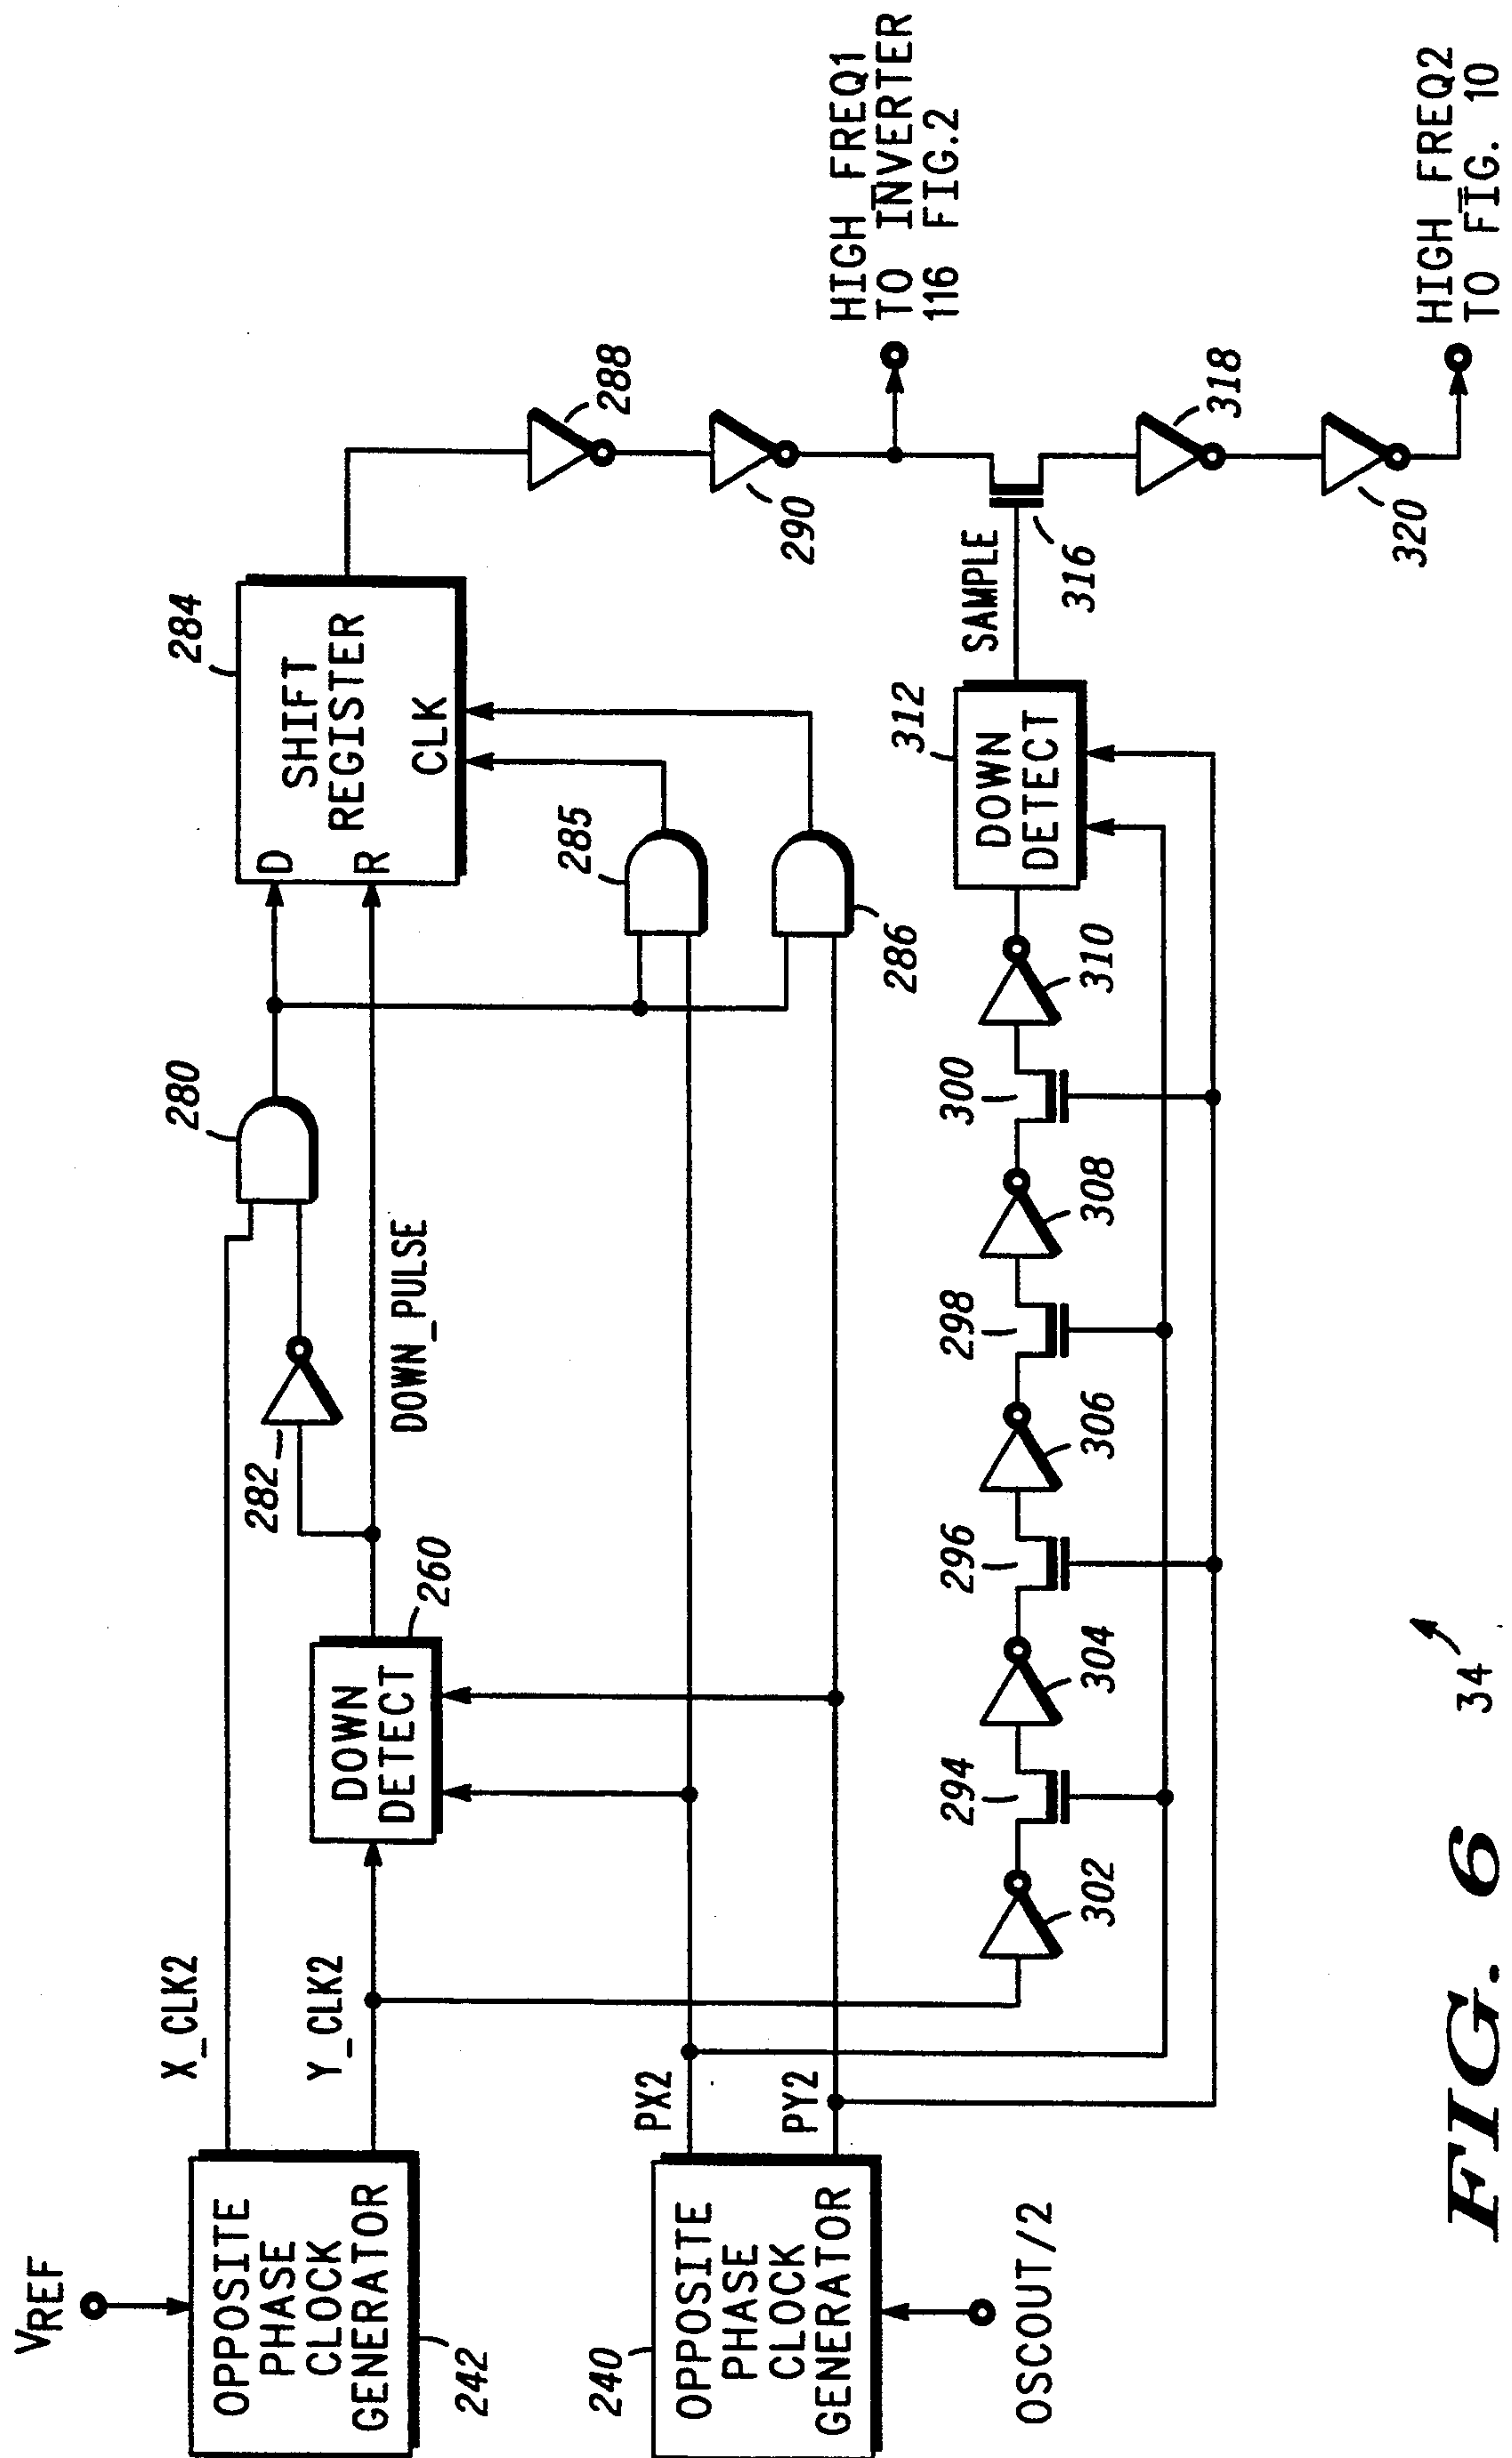 VREF
OPPOSITE
PHASE
CLOCK
GENERATOR
242
X_CLK2
Y_CLK2
DOWN
DETECT
260
282
280
DOWN_PULSE
284
SHIFT
REGISTER
D
R
CLK
288
290
HIGH_FREQ1
TO INVERTER
116 FIG.2
240
OPPOSITE
PHASE
CLOCK
GENERATOR
OSCOUT/2
PX2
PY2
285
286
302
294
304
296
306
298
308
300
310
312
DOWN
DETECT
SAMPLE
316
318
320
HIGH_FREQ2
TO FIG. 10
FIG. 6
34